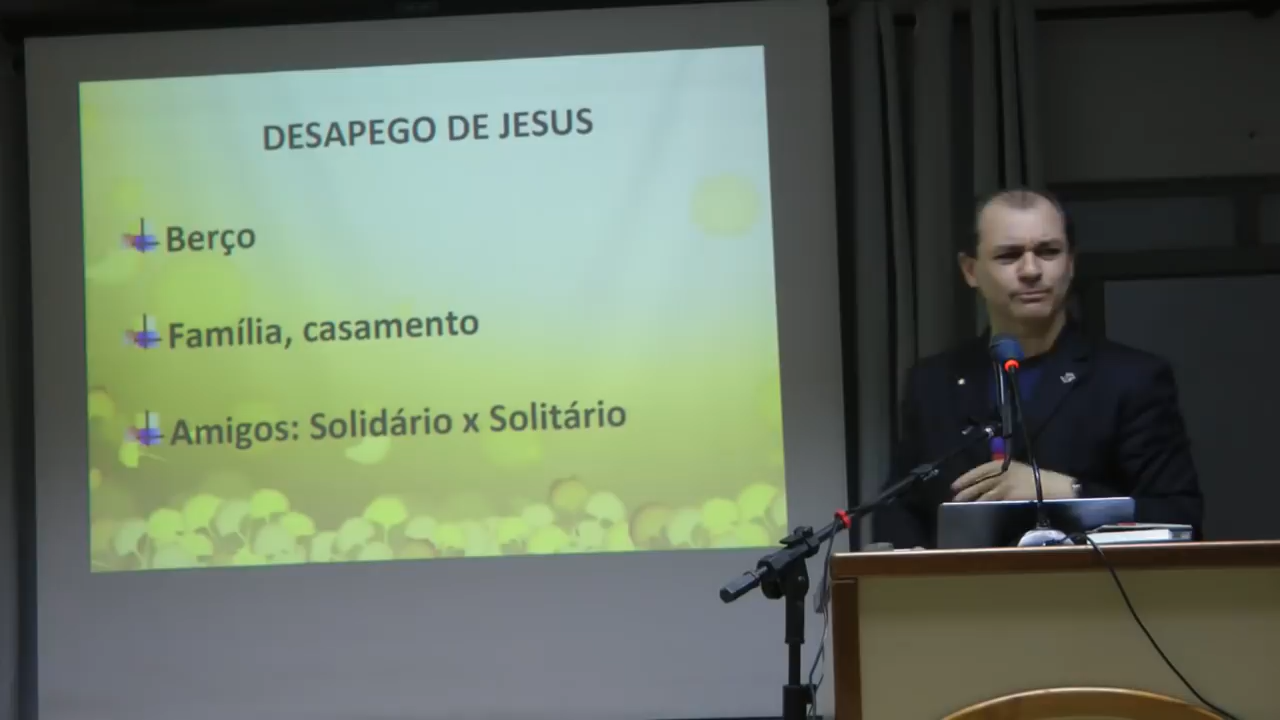 DESAPEGO DE JESUS
Berço
Família, casamento
Amigos: Solidário x Solitário